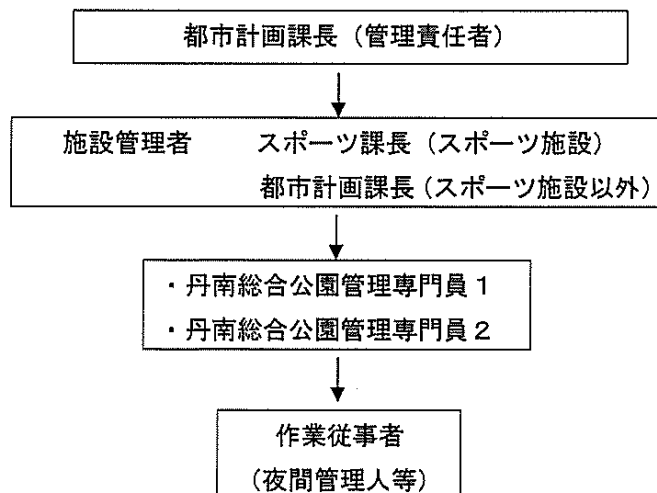 都市計画課長（管理責任者）
施設管理者　　スポーツ課長（スポーツ施設）
都市計画課長（スポーツ施設以外）
・丹南総合公園管理専門員１
・丹南総合公園管理専門員２
作業従事者
（夜間管理人等）